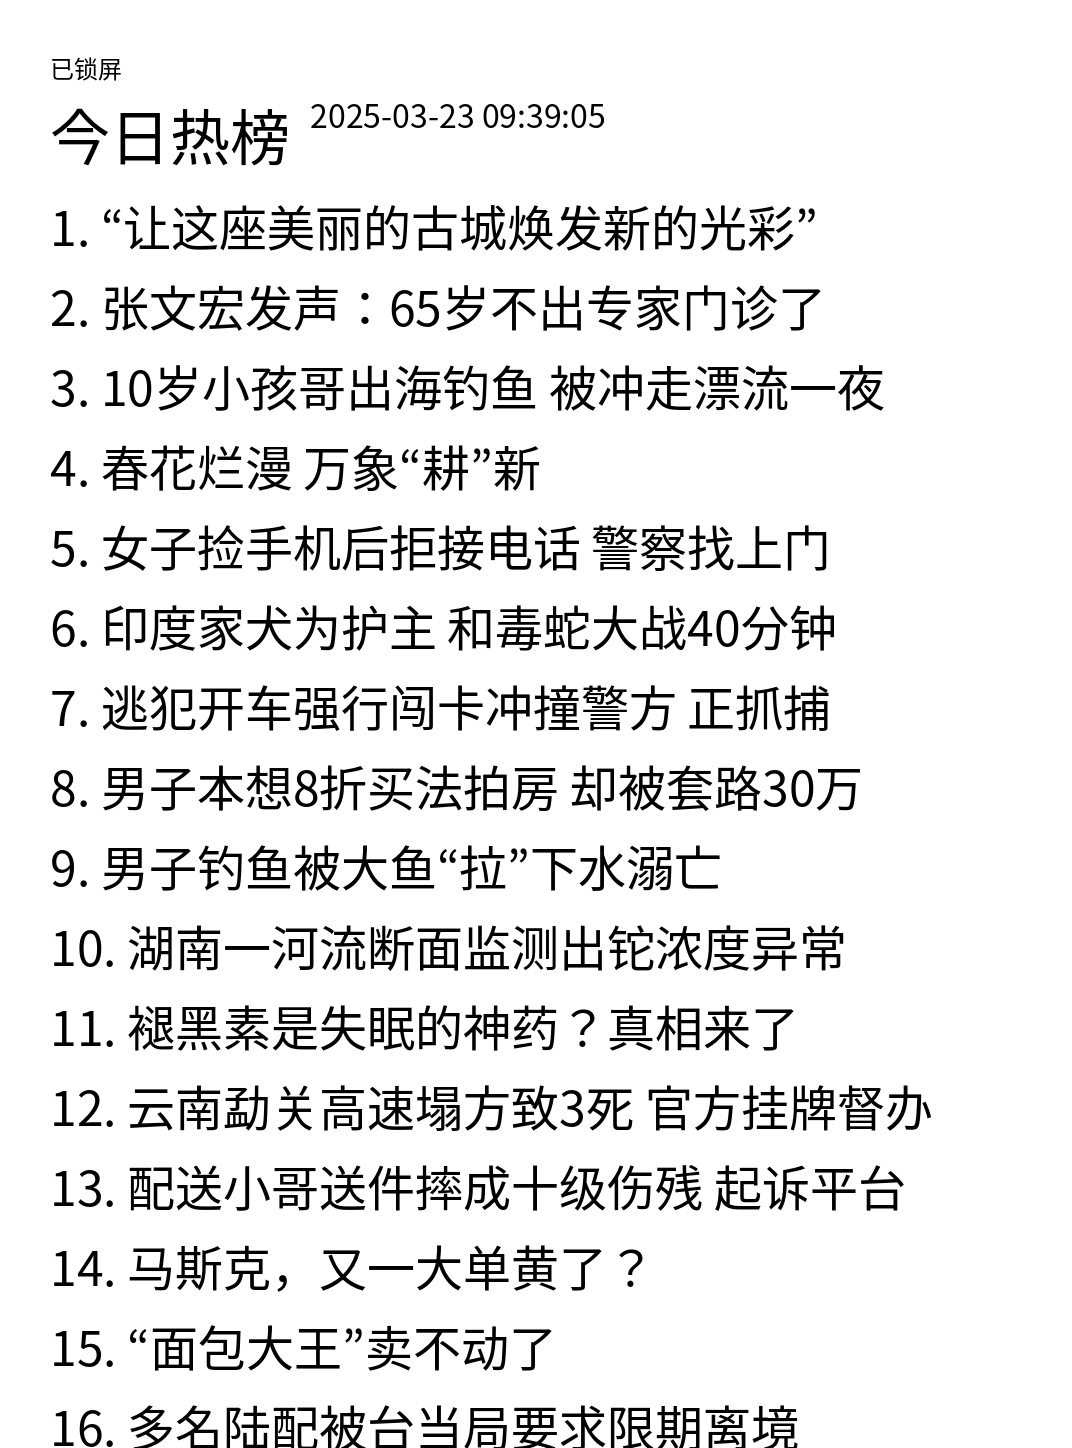 已锁屏
今日热榜 2025-03-23 09:39:05
1. “让这座美丽的古城焕发新的光彩”
2. 张文宏发声：65岁不出专家门诊了
3. 10岁小孩哥出海钓鱼 被冲走漂流一夜
4. 春花烂漫 万象“耕”新
5. 女子捡手机后拒接电话 警察找上门
6. 印度家犬为护主 和毒蛇大战40分钟
7. 逃犯开车强行闯卡冲撞警方 正抓捕
8. 男子本想8折买法拍房 却被套路30万
9. 男子钓鱼被大鱼“拉”下水溺亡
10. 湖南一河流断面监测出铊浓度异常
11. 褪黑素是失眠的神药？真相来了
12. 云南勐关高速塌方致3死 官方挂牌督办
13. 配送小哥送件摔成十级伤残 起诉平台
14. 马斯克，又一大单黄了？
15. “面包大王”卖不动了
16. 多名陆配被台当局要求限期离境